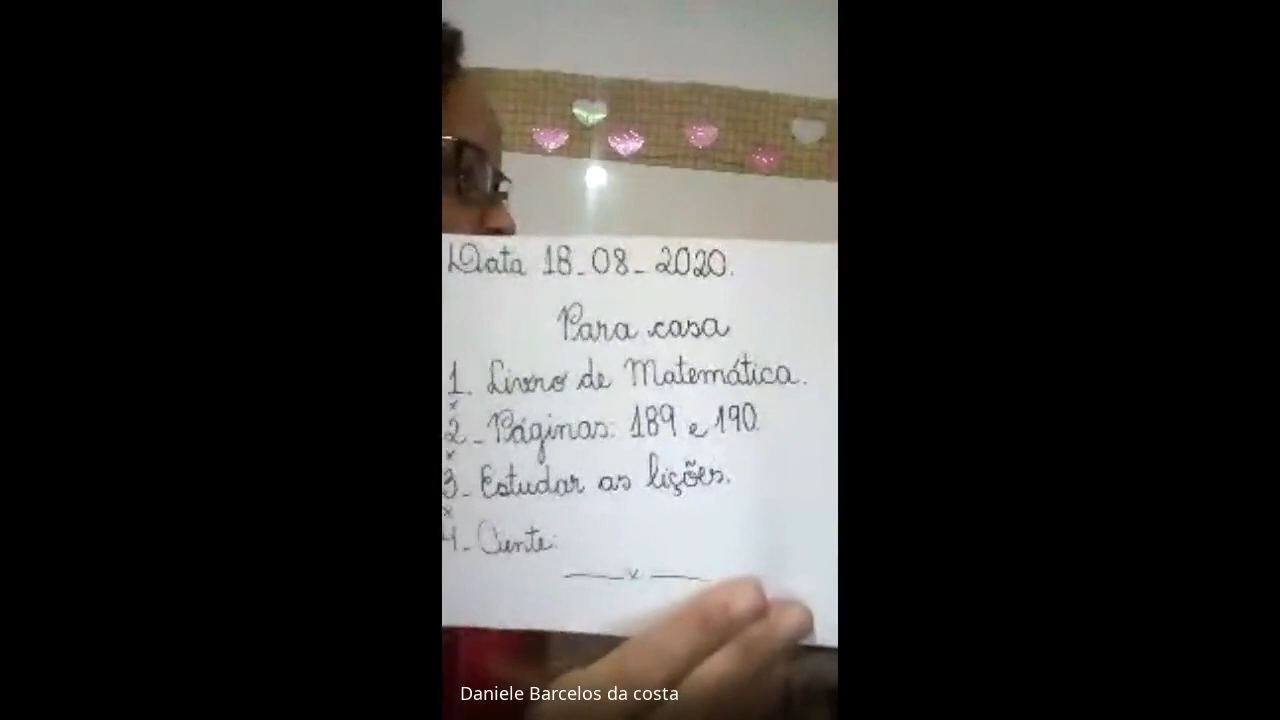 Data 18-08-2020.
Para casa
1. Livro de Matemática.
x
2- Páginas: 189 e 190.
x
3- Estudar as lições.
x
4- Ciente:
x
Daniele Barcelos da costa